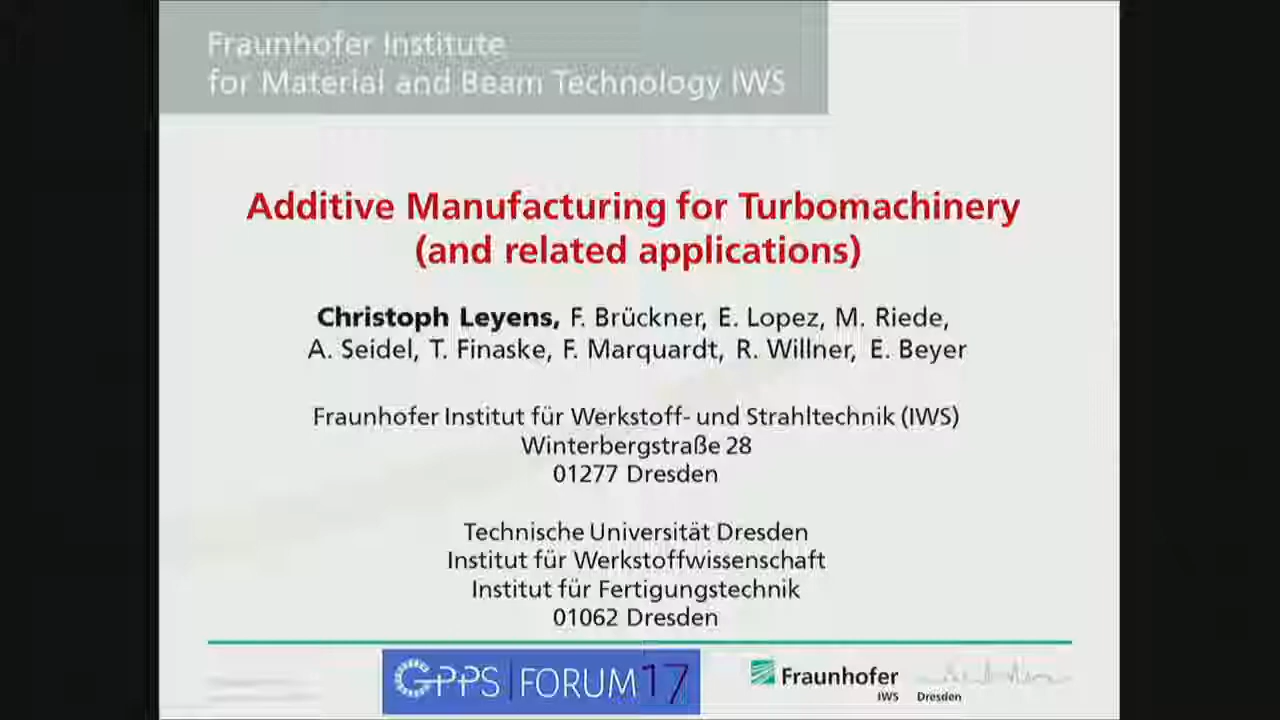 Fraunhofer Institute
for Material and Beam Technology IWS
Additive Manufacturing for Turbomachinery
(and related applications)
Christoph Leyens, F. Brückner, E. Lopez, M. Riede,
A. Seidel, T. Finaske, F. Marquardt, R. Willner, E. Beyer
Fraunhofer Institut für Werkstoff- und Strahltechnik (IWS)
Winterbergstraße 28
01277 Dresden
Technische Universität Dresden
Institut für Werkstoffwissenschaft
Institut für Fertigungstechnik
01062 Dresden
GPPS FORUM 17
Fraunhofer
IWS Dresden